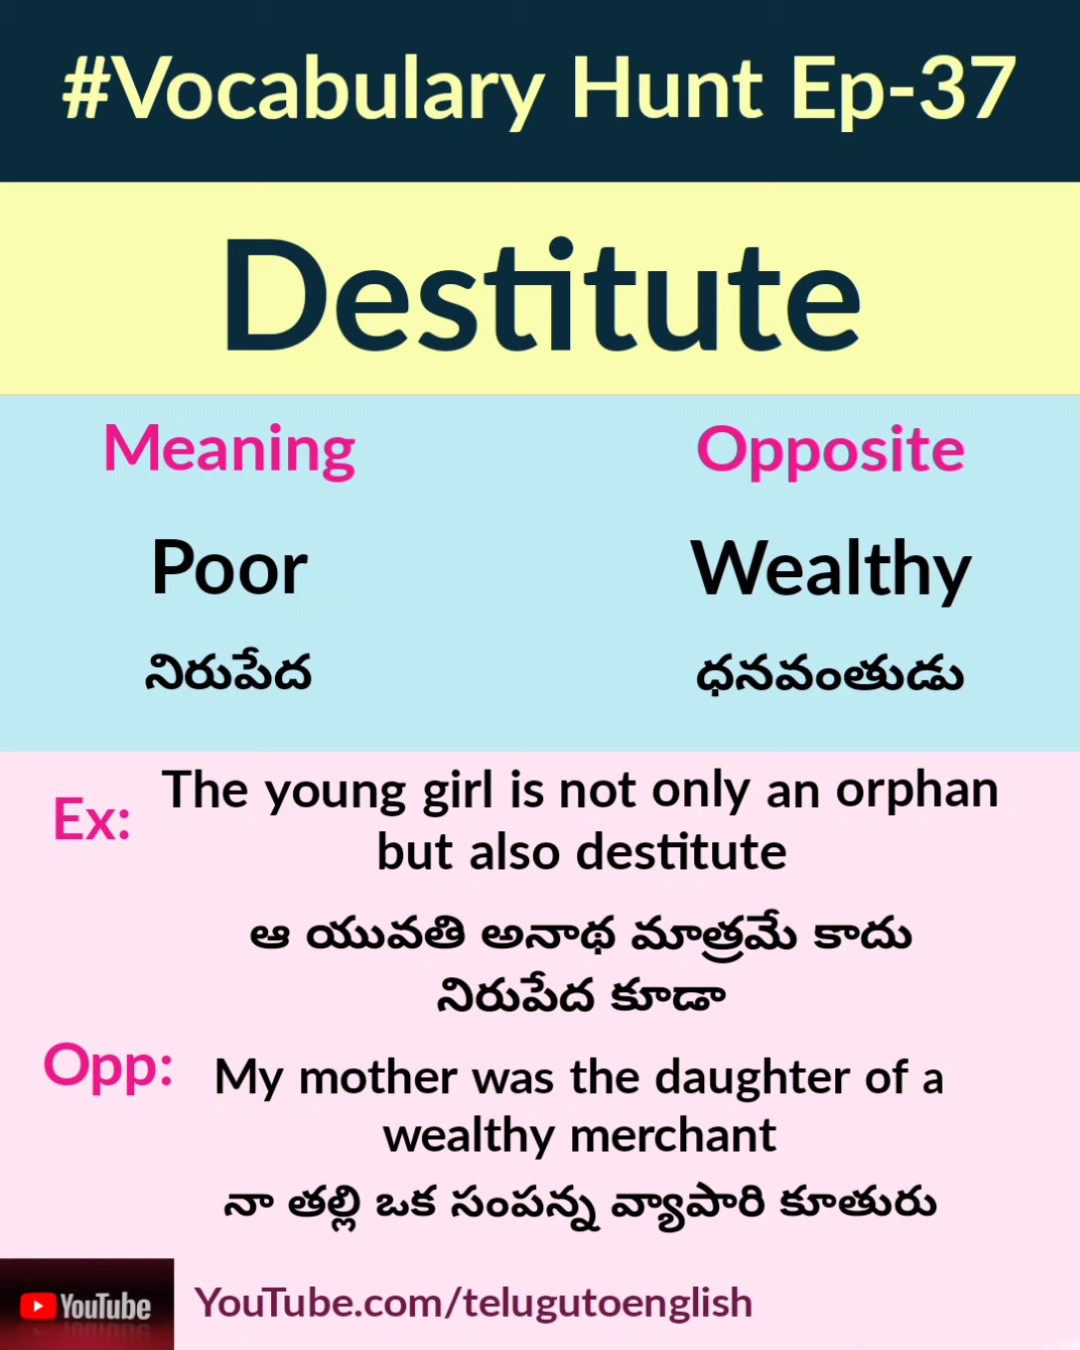 #Vocabulary Hunt Ep-37
Destitute
Meaning
Opposite
Poor
Wealthy
నిరుపేద
ధనవంతుడు
Ex: The young girl is not only an orphan
but also destitute
ఆ యువతి అనాథ మాత్రమే కాదు
నిరుపేద కూడా
Opp: My mother was the daughter of a
wealthy merchant
నా తల్లి ఒక సంపన్న వ్యాపారి కూతురు
YouTube
YouTube.com/telugutoenglish